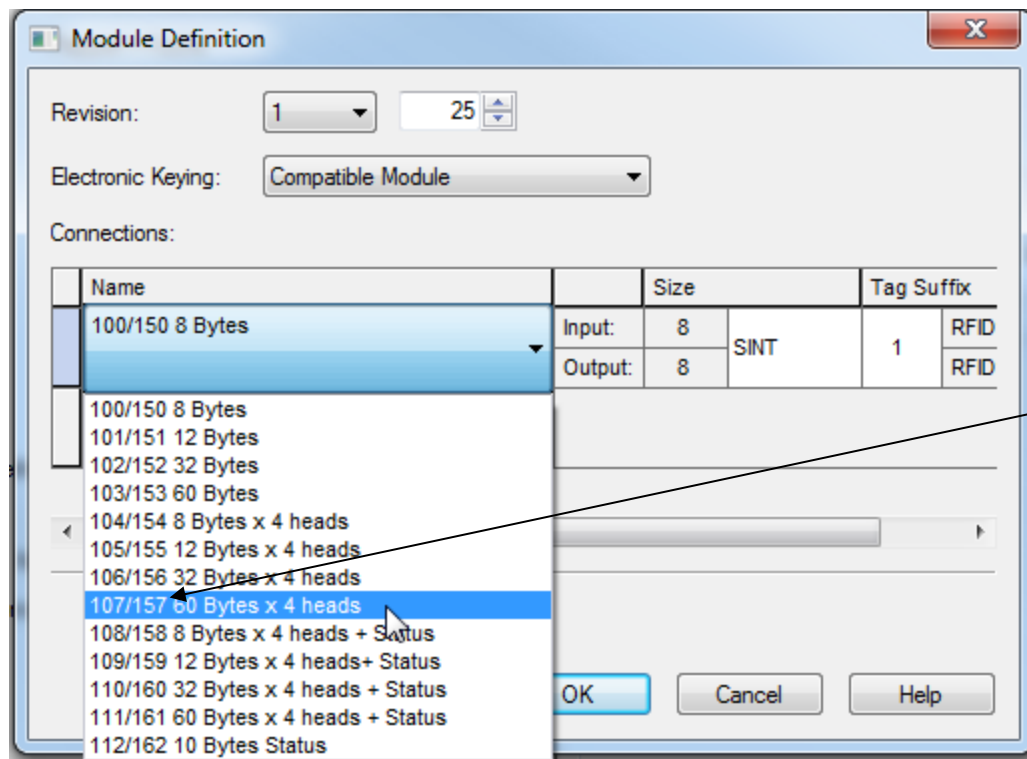 Module Definition
Revision: 1 25
Electronic Keying: Compatible Module
Connections:
Name Size Tag Suffix
100/150 8 Bytes Input: 8 SINT 1 RFID
Output: 8 RFID
100/150 8 Bytes
101/151 12 Bytes
102/152 32 Bytes
103/153 60 Bytes
104/154 8 Bytes x 4 heads
105/155 12 Bytes x 4 heads
106/156 32 Bytes x 4 heads
107/157 60 Bytes x 4 heads
108/158 8 Bytes x 4 heads + Status
109/159 12 Bytes x 4 heads+ Status
110/160 32 Bytes x 4 heads + Status
111/161 60 Bytes x 4 heads + Status
112/162 10 Bytes Status
OK Cancel Help